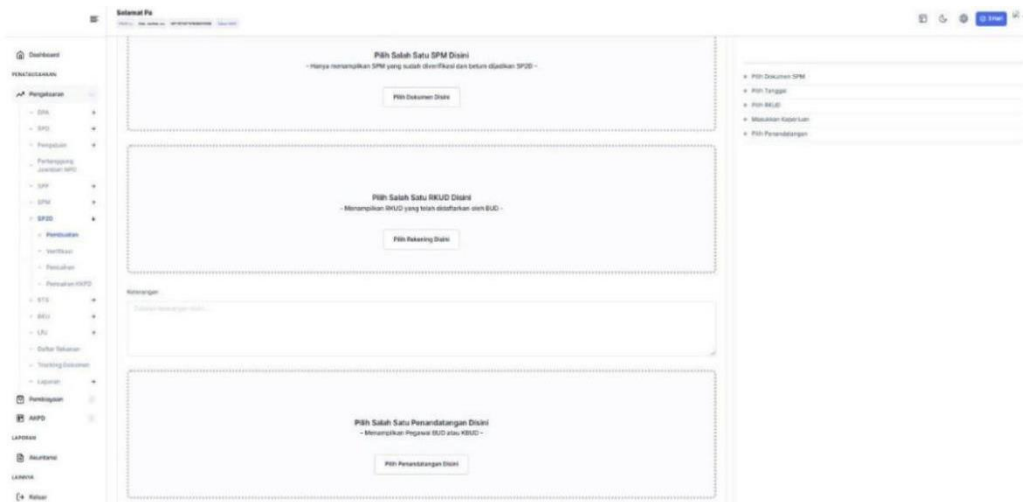 Selamat Pa
Simpan
Dashboard
PENATAUSAHAAN
Pengeluaran
DPA
SPD
Pengajuan
Pertanggung
Jawaban
SPP
SPM
SP2D
Pembuatan
Verifikasi
Pencairan
Pencairan
STS
BKU
LPJ
Daftar
Tracking Dokumen
Laporan
Pembiayaan
AKPD
LAPORAN
Akuntansi
LAINNYA
Keluar
Pilih Salah Satu SPM Disini
- Hanya menampilkan SPM yang sudah diverifikasi dan belum dijadikan SP2D -
Pilih Dokumen Disini
Pilih Salah Satu RKUD Disini
- Menampilkan RKUD yang telah didaftarkan oleh BUD -
Pilih Rekening Disini
Keterangan
Pilih Salah Satu Penandatangan Disini
- Menampilkan Pegawai BUD atau KBUD -
Pilih Penandatangan Disini
Pilih Dokumen SPM
Pilih Tanggal
Pilih RKUD
Masukkan Keperluan
Pilih Penandatangan